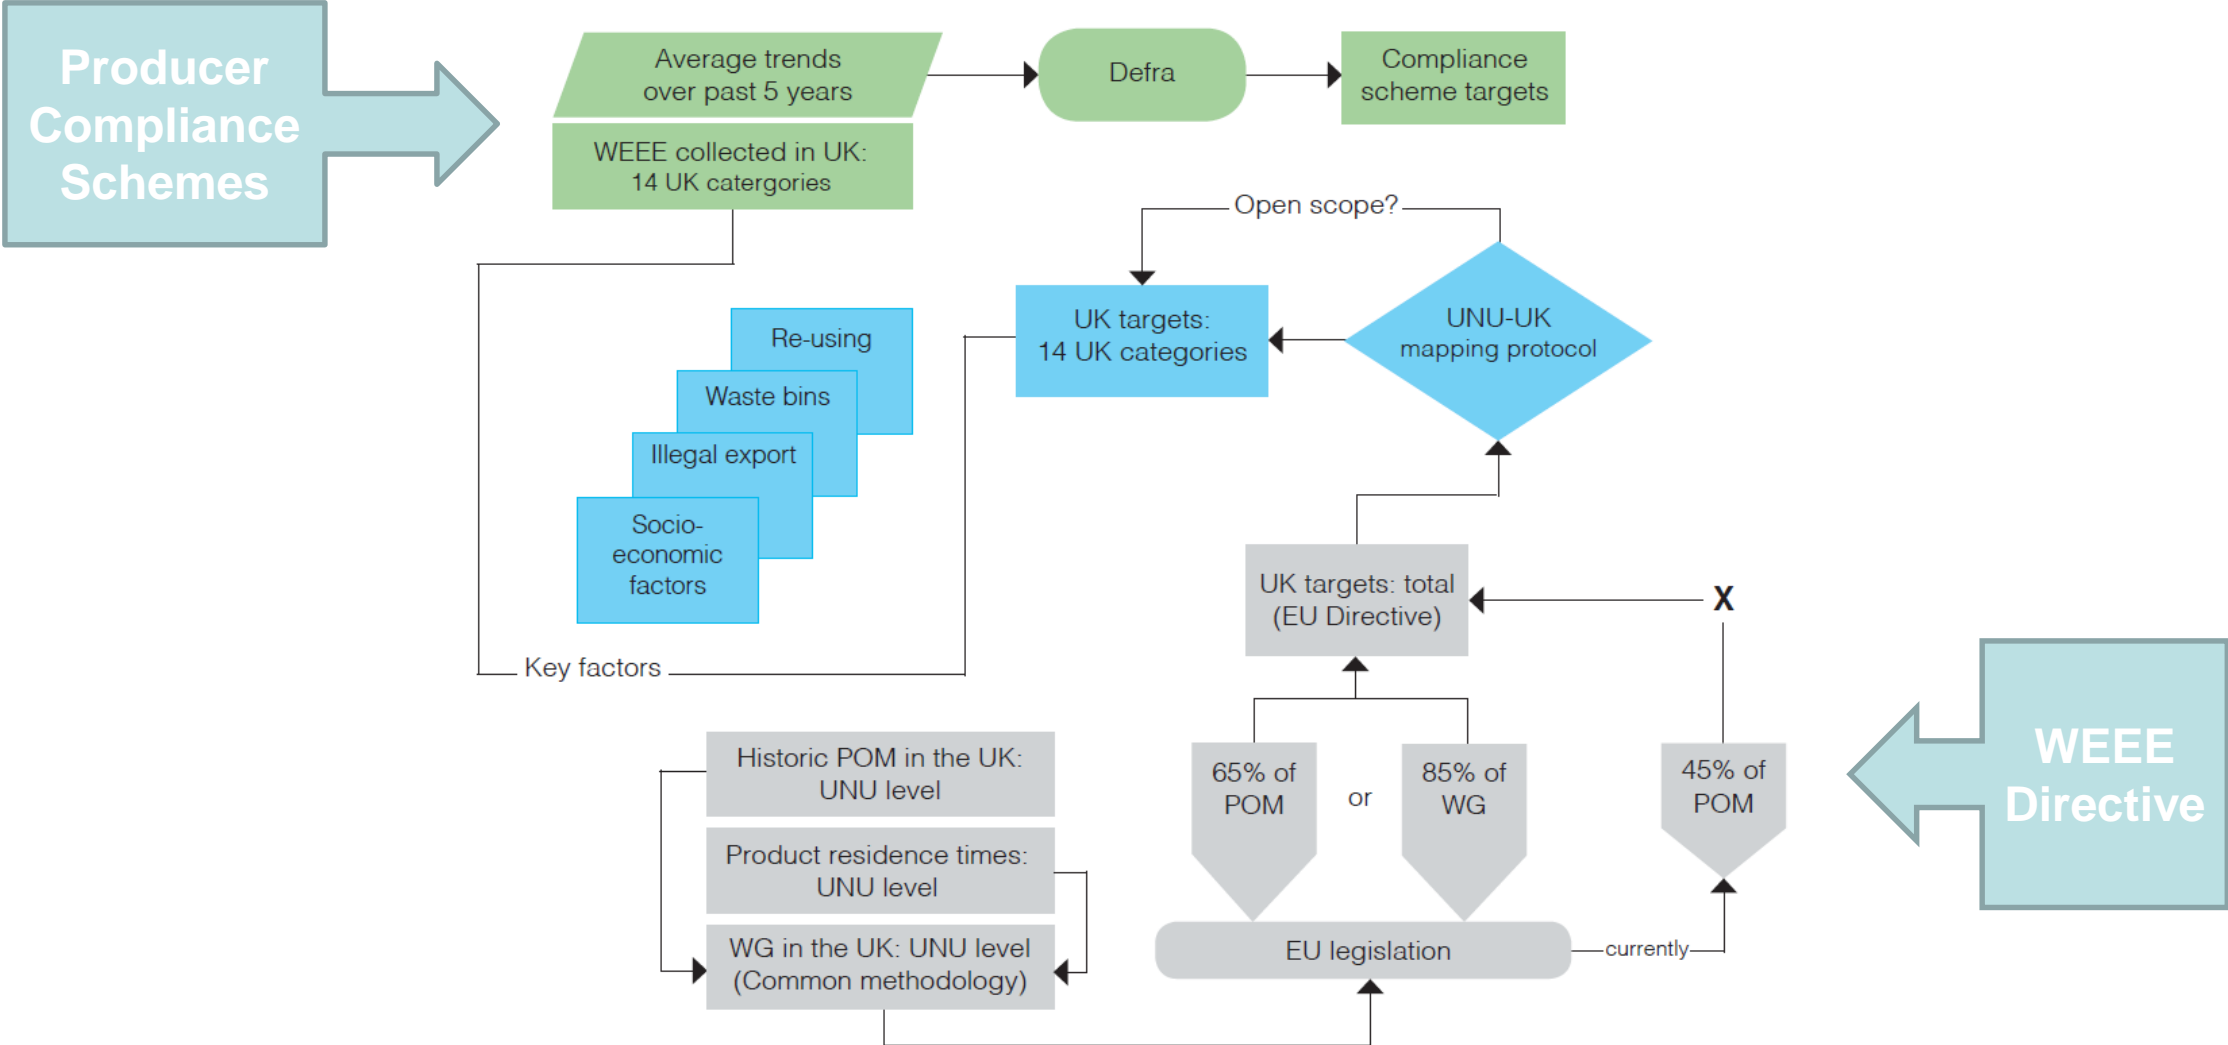 Producer
Compliance
Schemes
Average trends
over past 5 years
Defra
Compliance
scheme targets
WEEE collected in UK:
14 UK catergories
Open scope?
UK targets:
14 UK categories
UNU-UK
mapping protocol
Re-using
Waste bins
Illegal export
Socio-
economic
factors
Key factors
UK targets: total
(EU Directive)
X
Historic POM in the UK:
UNU level
Product residence times:
UNU level
WG in the UK: UNU level
(Common methodology)
65% of
POM
or
85% of
WG
45% of
POM
EU legislation
currently
WEEE
Directive